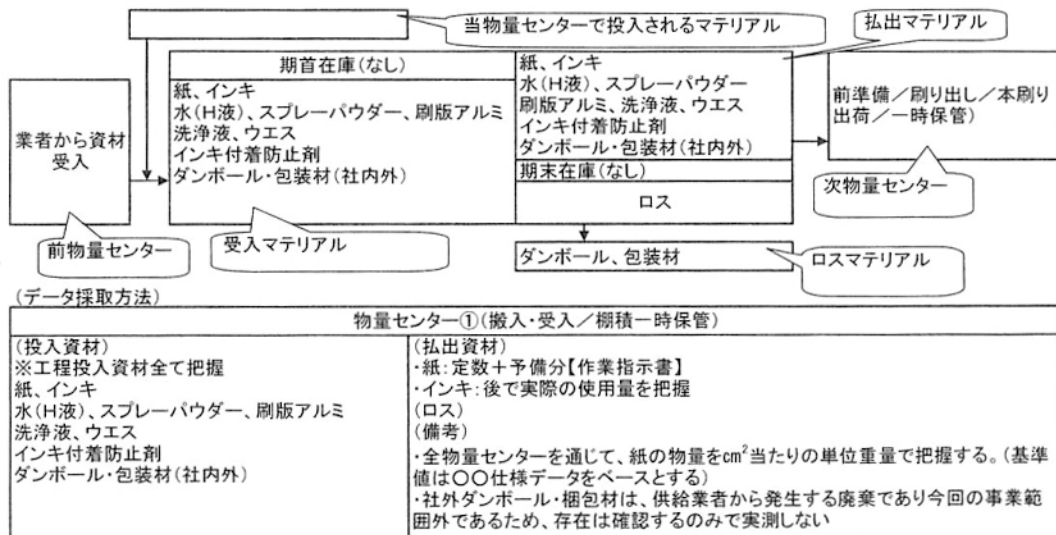 当物量センターで投入されるマテリアル
払出マテリアル
業者から資材
受入
前物量センター
期首在庫(なし)
紙、インキ
水(H液)、スプレーパウダー、刷版アルミ
洗浄液、ウエス
インキ付着防止剤
ダンボール・包装材(社内外)
受入マテリアル
紙、インキ
水(H液)、スプレーパウダー
刷版アルミ、洗浄液、ウエス
インキ付着防止剤
ダンボール・包装材(社内外)
期末在庫(なし)
ロス
ダンボール、包装材
ロスマテリアル
前準備/刷り出し/本刷り
出荷/一時保管)
次物量センター
(データ採取方法)
物量センター①(搬入・受入/棚積一時保管)
(投入資材)
※工程投入資材全て把握
紙、インキ
水(H液)、スプレーパウダー、刷版アルミ
洗浄液、ウエス
インキ付着防止剤
ダンボール・包装材(社内外)
(払出資材)
・紙:定数+予備分【作業指示書】
・インキ:後で実際の使用量を把握
(ロス)
(備考)
・全物量センターを通じて、紙の物量を㎝²当たりの単位重量で把握する。(基準
値は〇〇仕様データをベースとする)
・社外ダンボール・梱包材は、供給業者から発生する廃棄であり今回の事業範
囲外であるため、存在は確認するのみで実測しない